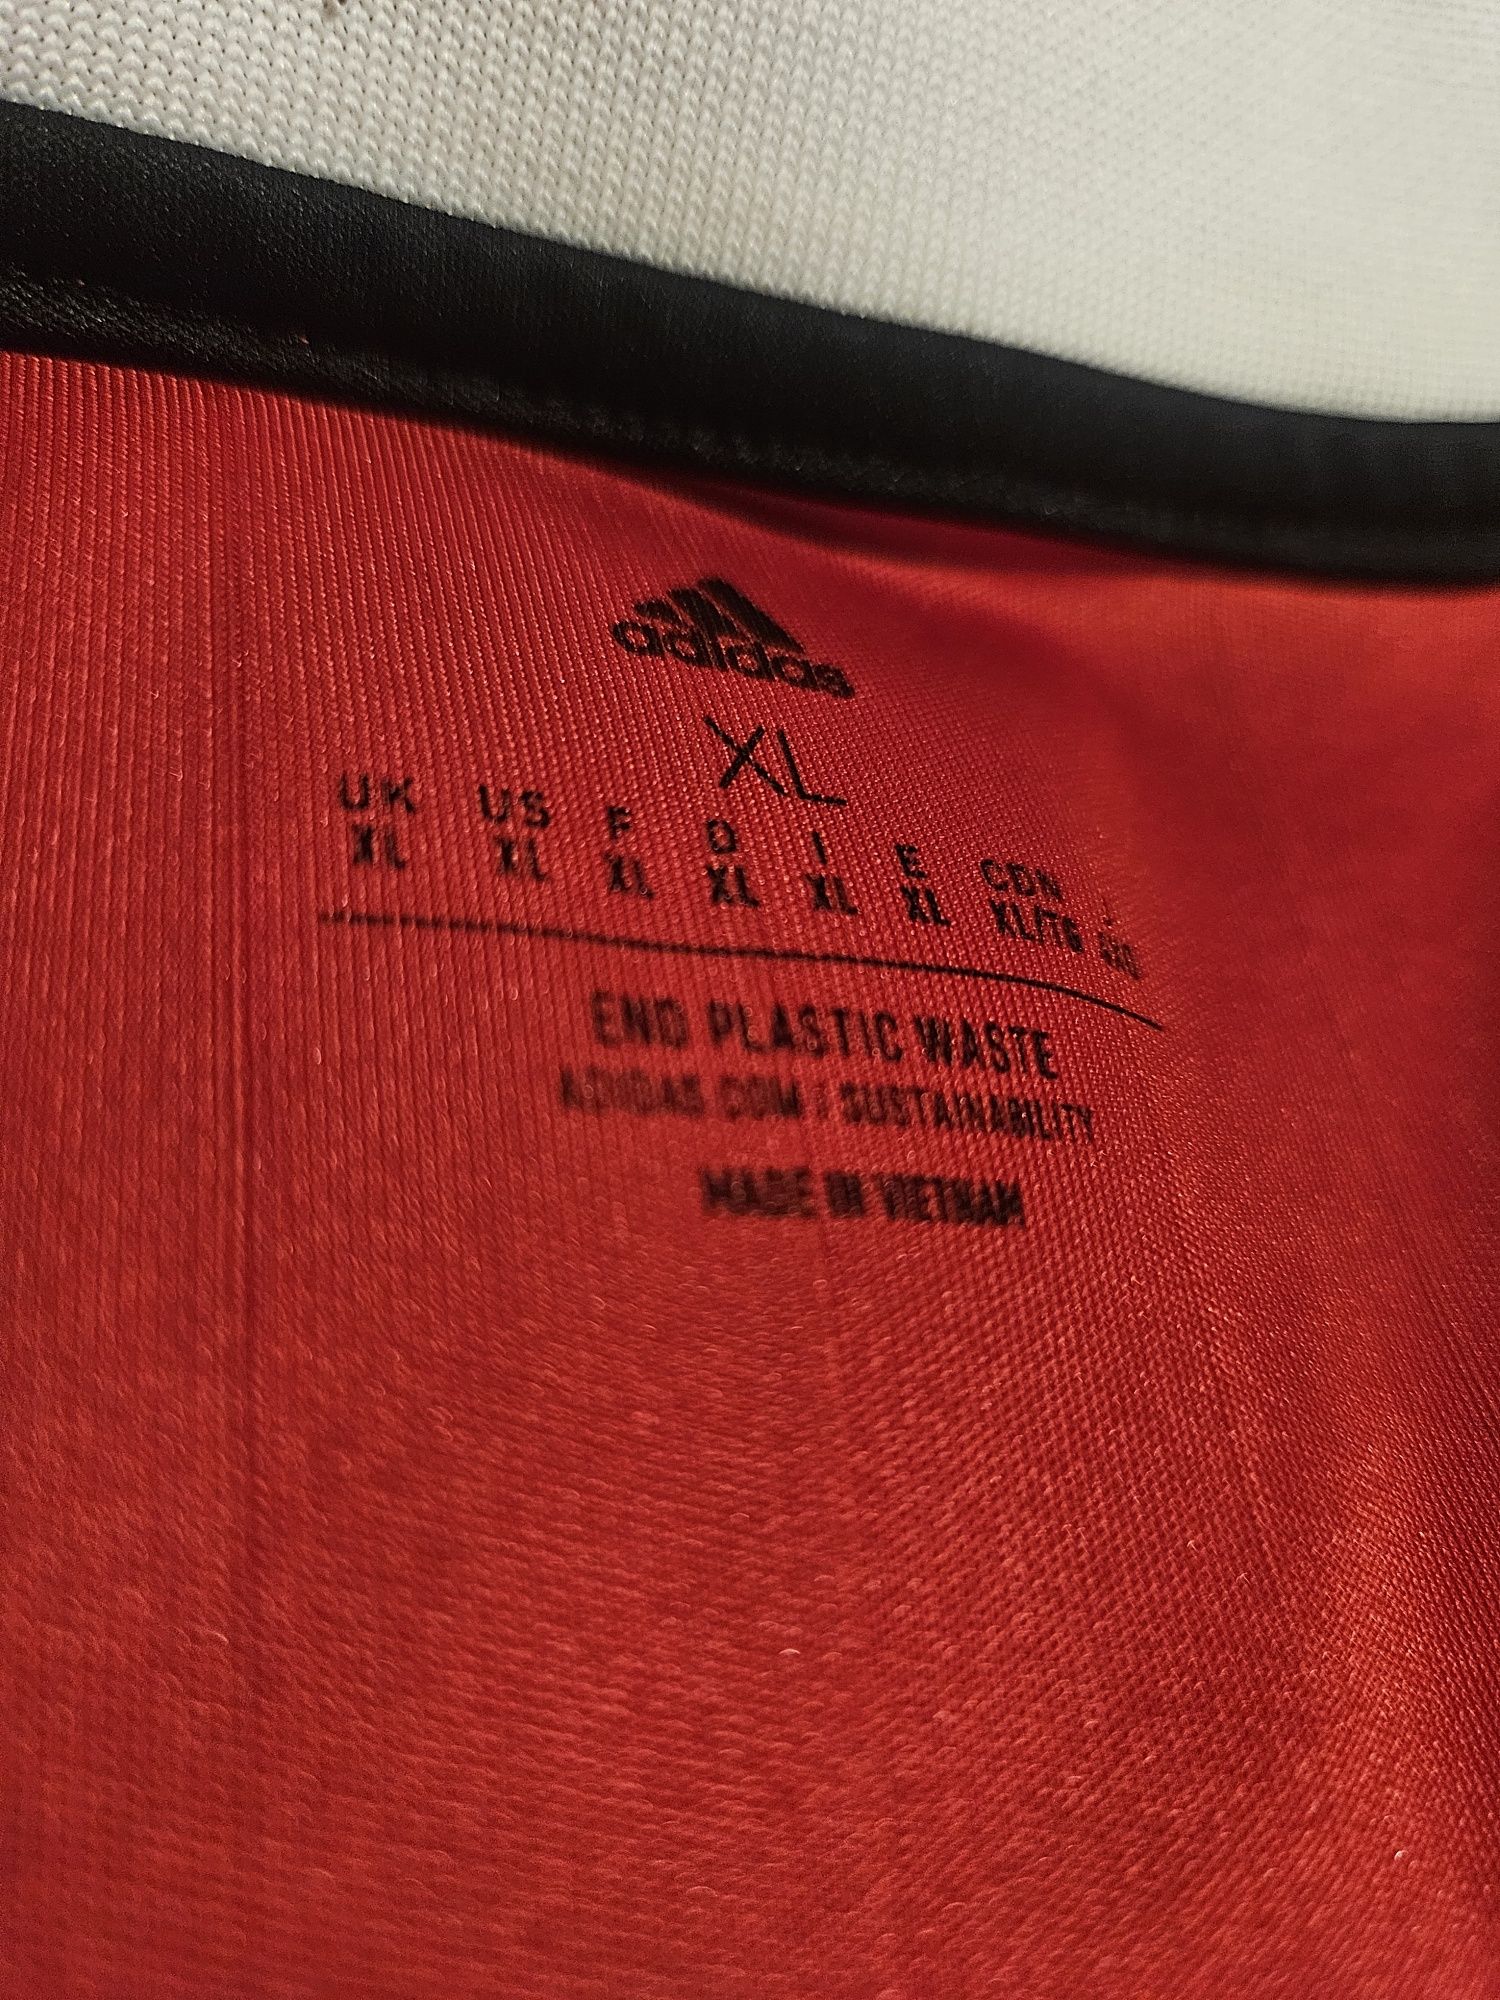 adidas
XL
UK US F D I E CDN
XL XL XL XL XL XL XL/TG
END PLASTIC WASTE
ADIDAS.COM / SUSTAINABILITY
MADE IN VIETNAM